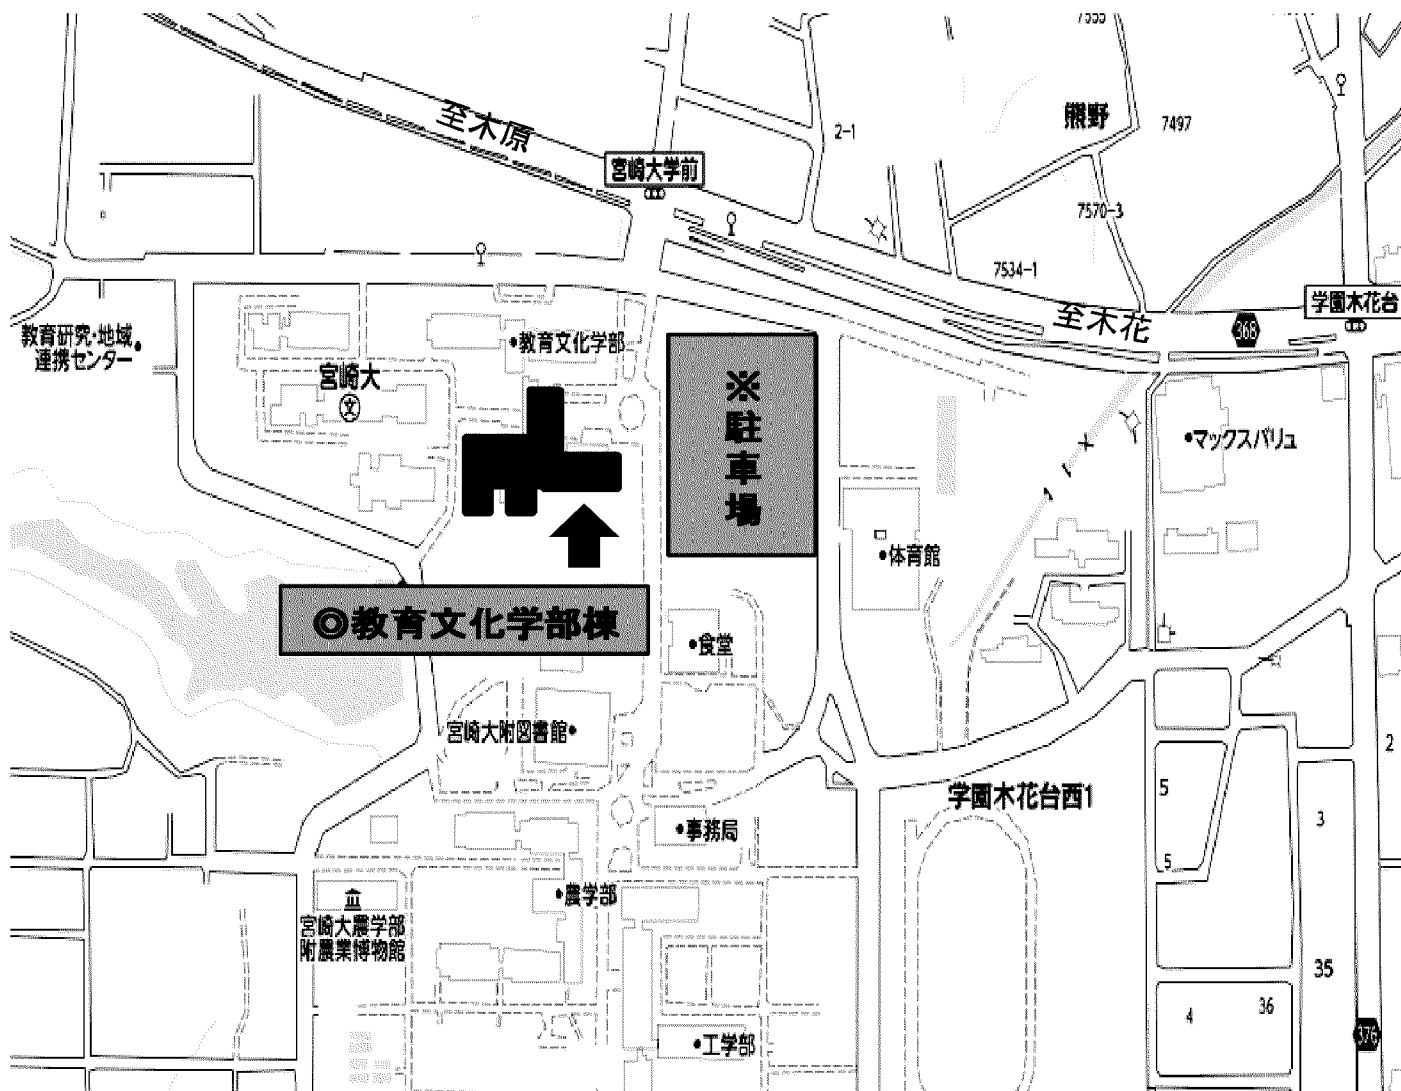 7555
至木原
熊野
7497
2-1
宮崎大学前
7570-3
7534-1
学園木花台
至木花
368
教育研究・地域
連携センター
教育文化学部
宮崎大
文
※駐車場
マックスバリュ
体育館
◎教育文化学部棟
食堂
宮崎大附図書館
2
学園木花台西1
5
3
事務局
5
農学部
宮崎大農学部
附農業博物館
35
36
4
376
工学部